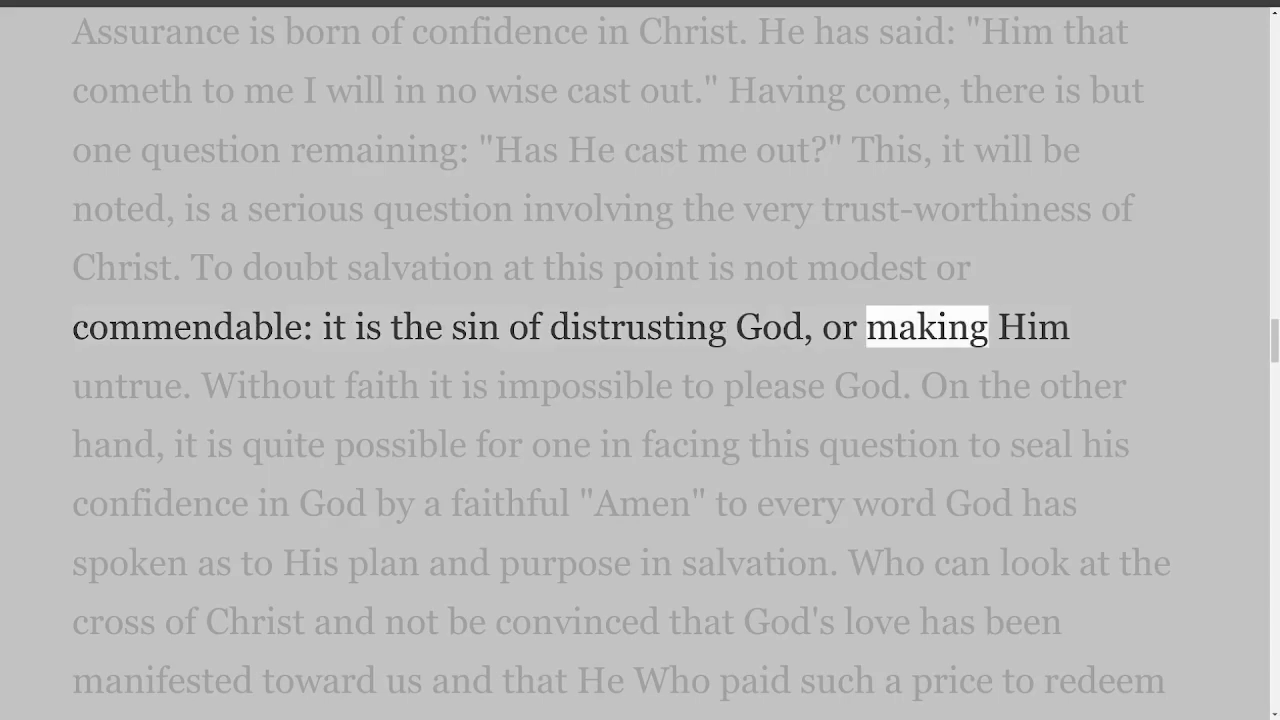 Assurance is born of confidence in Christ. He has said: "Him that
cometh to me I will in no wise cast out." Having come, there is but
one question remaining: "Has He cast me out?" This, it will be
noted, is a serious question involving the very trust-worthiness of
Christ. To doubt salvation at this point is not modest or
commendable: it is the sin of distrusting God, or making Him
untrue. Without faith it is impossible to please God. On the other
hand, it is quite possible for one in facing this question to seal his
confidence in God by a faithful "Amen" to every word God has
spoken as to His plan and purpose in salvation. Who can look at the
cross of Christ and not be convinced that God's love has been
manifested toward us and that He Who paid such a price to redeem